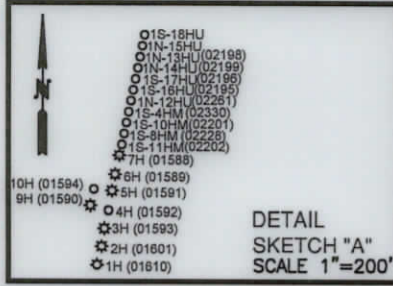 1S-18HU
1N-15HU
1N-13HU(02198)
1N-14HU(02199)
1S-17HU(02196)
1S-16HU(02195)
1N-12HU(02261)
1S-4HM(02330)
1S-10HM(02201)
1S-8HM (02228)
1S-11HM(02202)
7H (01588)
6H (01589)
10H (01594)
5H (01591)
9H (01590)
4H (01592)
3H (01593)
2H (01601)
1H (01610)
N
DETAIL
SKETCH "A"
SCALE 1"=200'